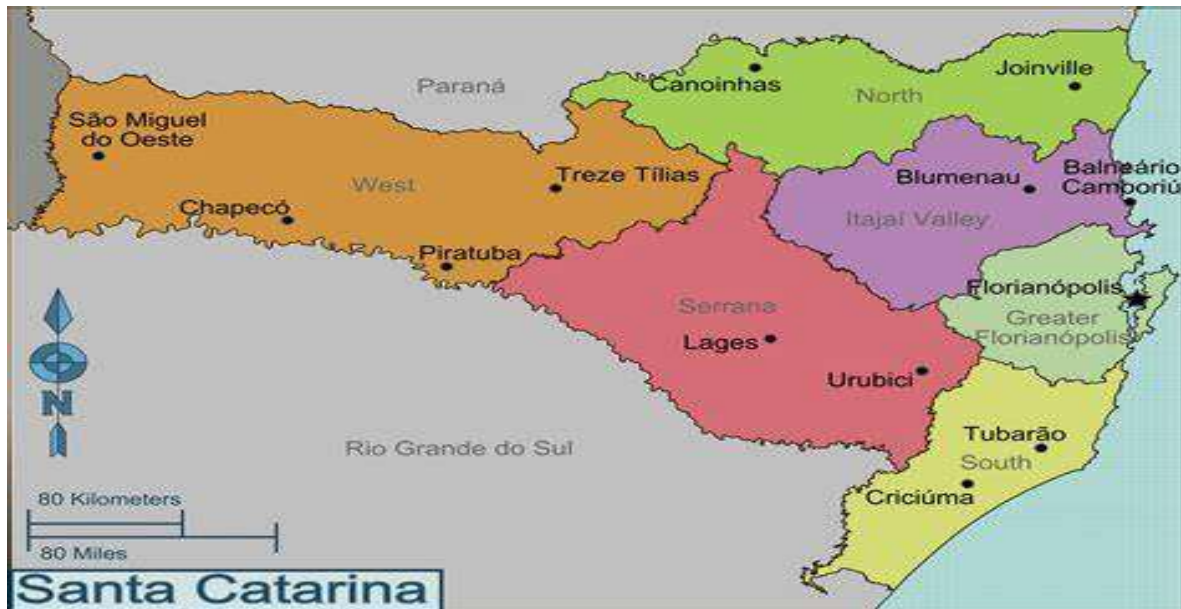 Paraná
Canoinhas
Joinville
North
São Miguel
do Oeste
West
Treze Tílias
Chapecó
Piratuba
Blumenau
Balneário
Camboriú
Itajaí Valley
Florianópolis
Greater
Florianópolis
Serrana
Lages
Urubici
N
Rio Grande do Sul
Tubarão
South
Criciúma
80 Kilometers
80 Miles
Santa Catarina